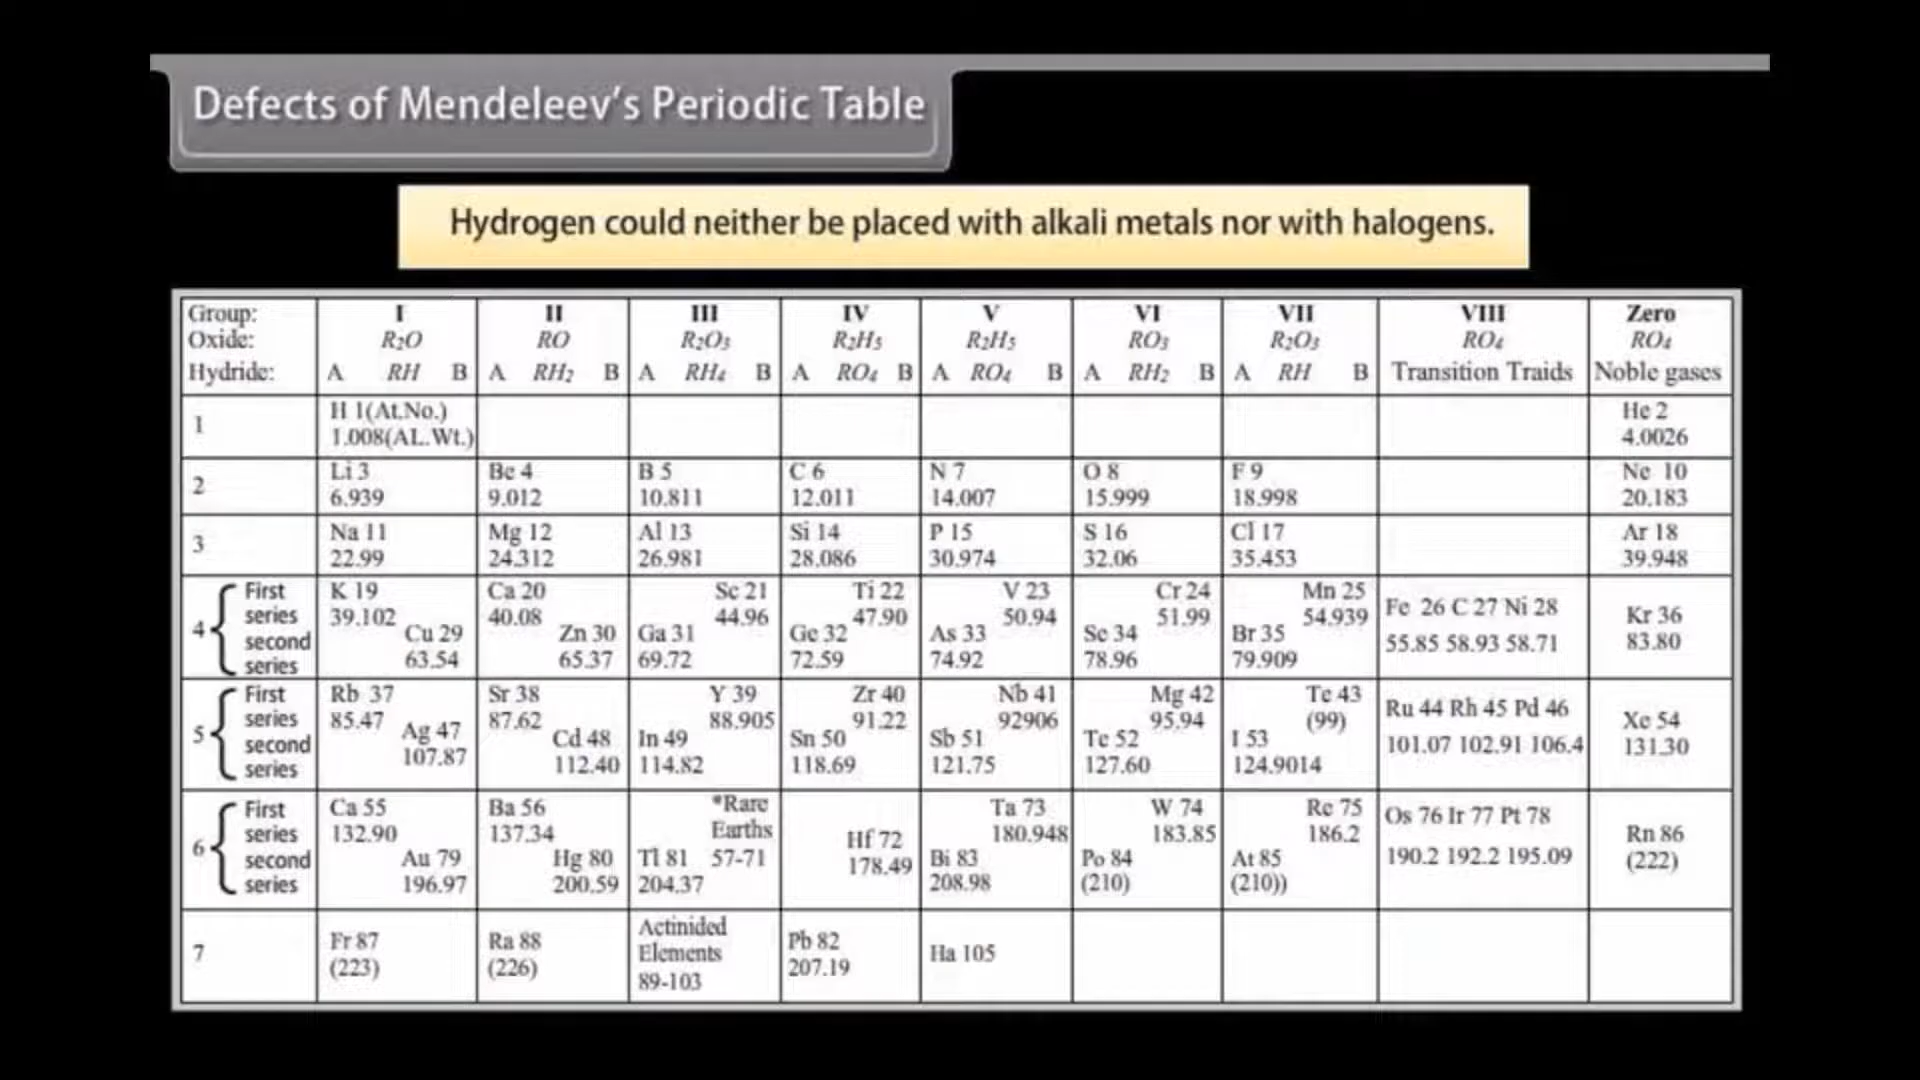 Defects of Mendeleev's Periodic Table
Hydrogen could neither be placed with alkali metals nor with halogens.
Group: I II III IV V VI VII VIII Zero
Oxide: R2O RO R2O3 R2H5 R2H5 RO3 R2O3 RO4 RO4
Hydride: A RH B A RH2 B A RH4 B A RO4 B A RO4 B A RH2 B A RH B Transition Traids Noble gases
1 H 1(At.No.) He 2
1.008(AL.Wt.) 4.0026
2 Li 3 Be 4 B 5 C 6 N 7 O 8 F 9 Ne 10
6.939 9.012 10.811 12.011 14.007 15.999 18.998 20.183
3 Na 11 Mg 12 Al 13 Si 14 P 15 S 16 Cl 17 Ar 18
22.99 24.312 26.981 28.086 30.974 32.06 35.453 39.948
4 First K 19 Ca 20 Sc 21 Ti 22 V 23 Cr 24 Mn 25 Fe 26 C 27 Ni 28 Kr 36
series 39.102 40.08 44.96 47.90 50.94 51.99 54.939 55.85 58.93 58.71 83.80
second Cu 29 Zn 30 Ga 31 Ge 32 As 33 Se 34 Br 35
series 63.54 65.37 69.72 72.59 74.92 78.96 79.909
5 First Rb 37 Sr 38 Y 39 Zr 40 Nb 41 Mg 42 Te 43 Ru 44 Rh 45 Pd 46 Xe 54
series 85.47 87.62 88.905 91.22 92906 95.94 (99) 101.07 102.91 106.4 131.30
second Ag 47 Cd 48 In 49 Sn 50 Sb 51 Te 52 I 53
series 107.87 112.40 114.82 118.69 121.75 127.60 124.9014
6 First Ca 55 Ba 56 *Rare Hf 72 Ta 73 W 74 Re 75 Os 76 Ir 77 Pt 78 Rn 86
series 132.90 137.34 Earths 178.49 180.948 183.85 186.2 190.2 192.2 195.09 (222)
second Au 79 Hg 80 Tl 81 57-71 Bi 83 Po 84 At 85
series 196.97 200.59 204.37 208.98 (210) (210))
7 Fr 87 Ra 88 Actinided Pb 82 Ha 105
(223) (226) Elements 207.19
89-103